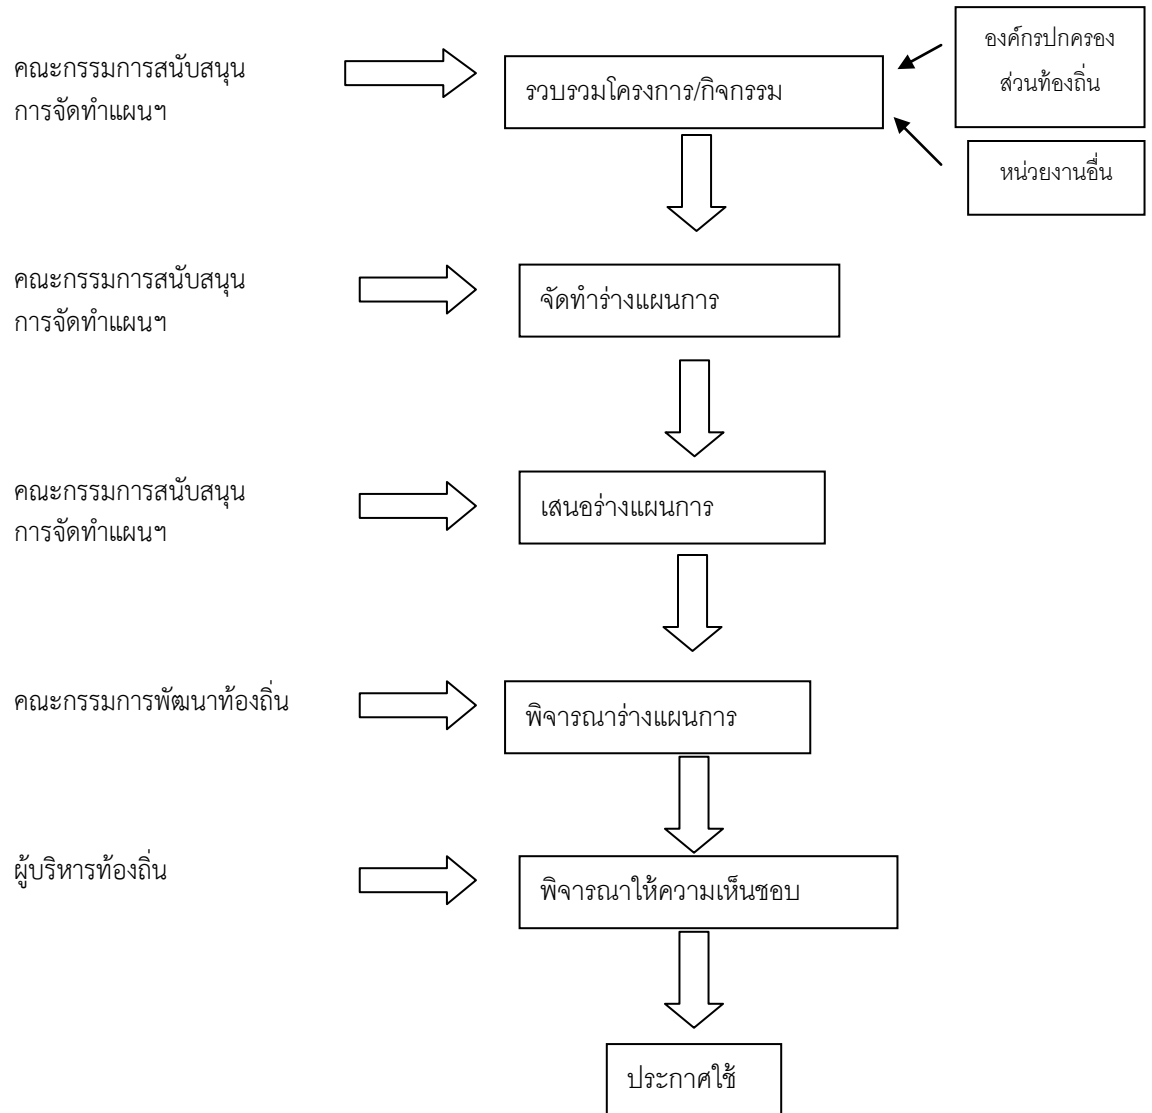 องค์กรปกครอง
ส่วนท้องถิ่น
คณะกรรมการสนับสนุน
การจัดทำแผนฯ
รวบรวมโครงการ/กิจกรรม
หน่วยงานอื่น
คณะกรรมการสนับสนุน
การจัดทำแผนฯ
จัดทำร่างแผนการ
คณะกรรมการสนับสนุน
การจัดทำแผนฯ
เสนอร่างแผนการ
คณะกรรมการพัฒนาท้องถิ่น
พิจารณาร่างแผนการ
ผู้บริหารท้องถิ่น
พิจารณาให้ความเห็นชอบ
ประกาศใช้